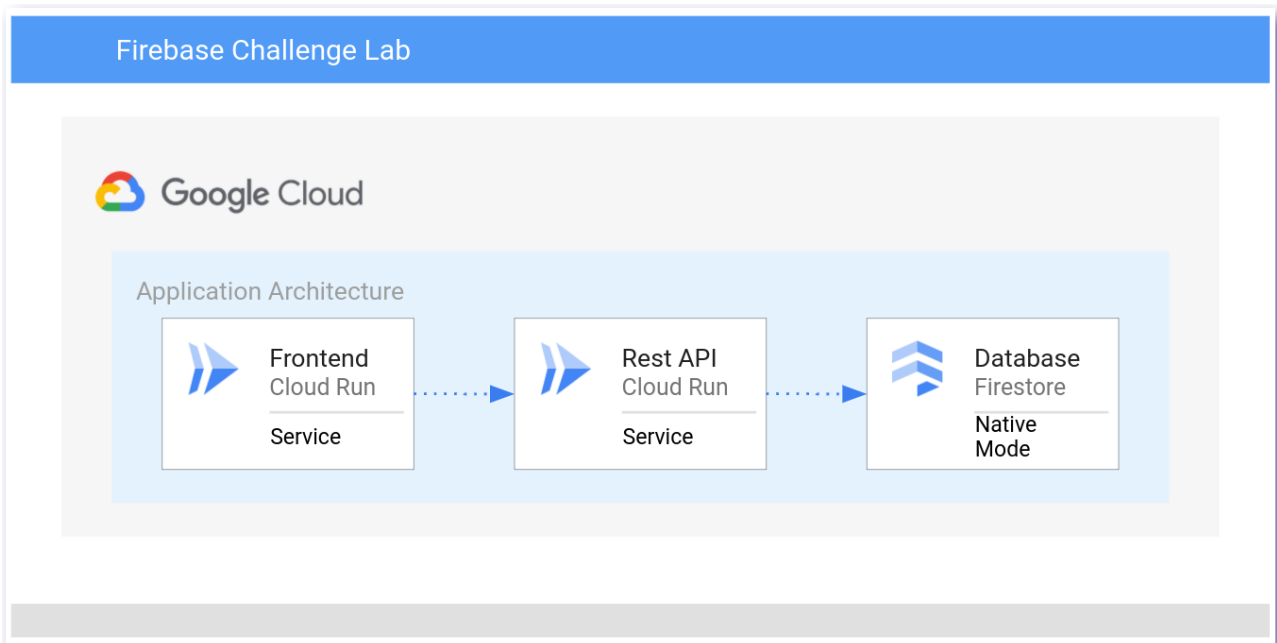 Firebase Challenge Lab
Google Cloud
Application Architecture
Frontend
Cloud Run
Service
Rest API
Cloud Run
Service
Database
Firestore
Native
Mode